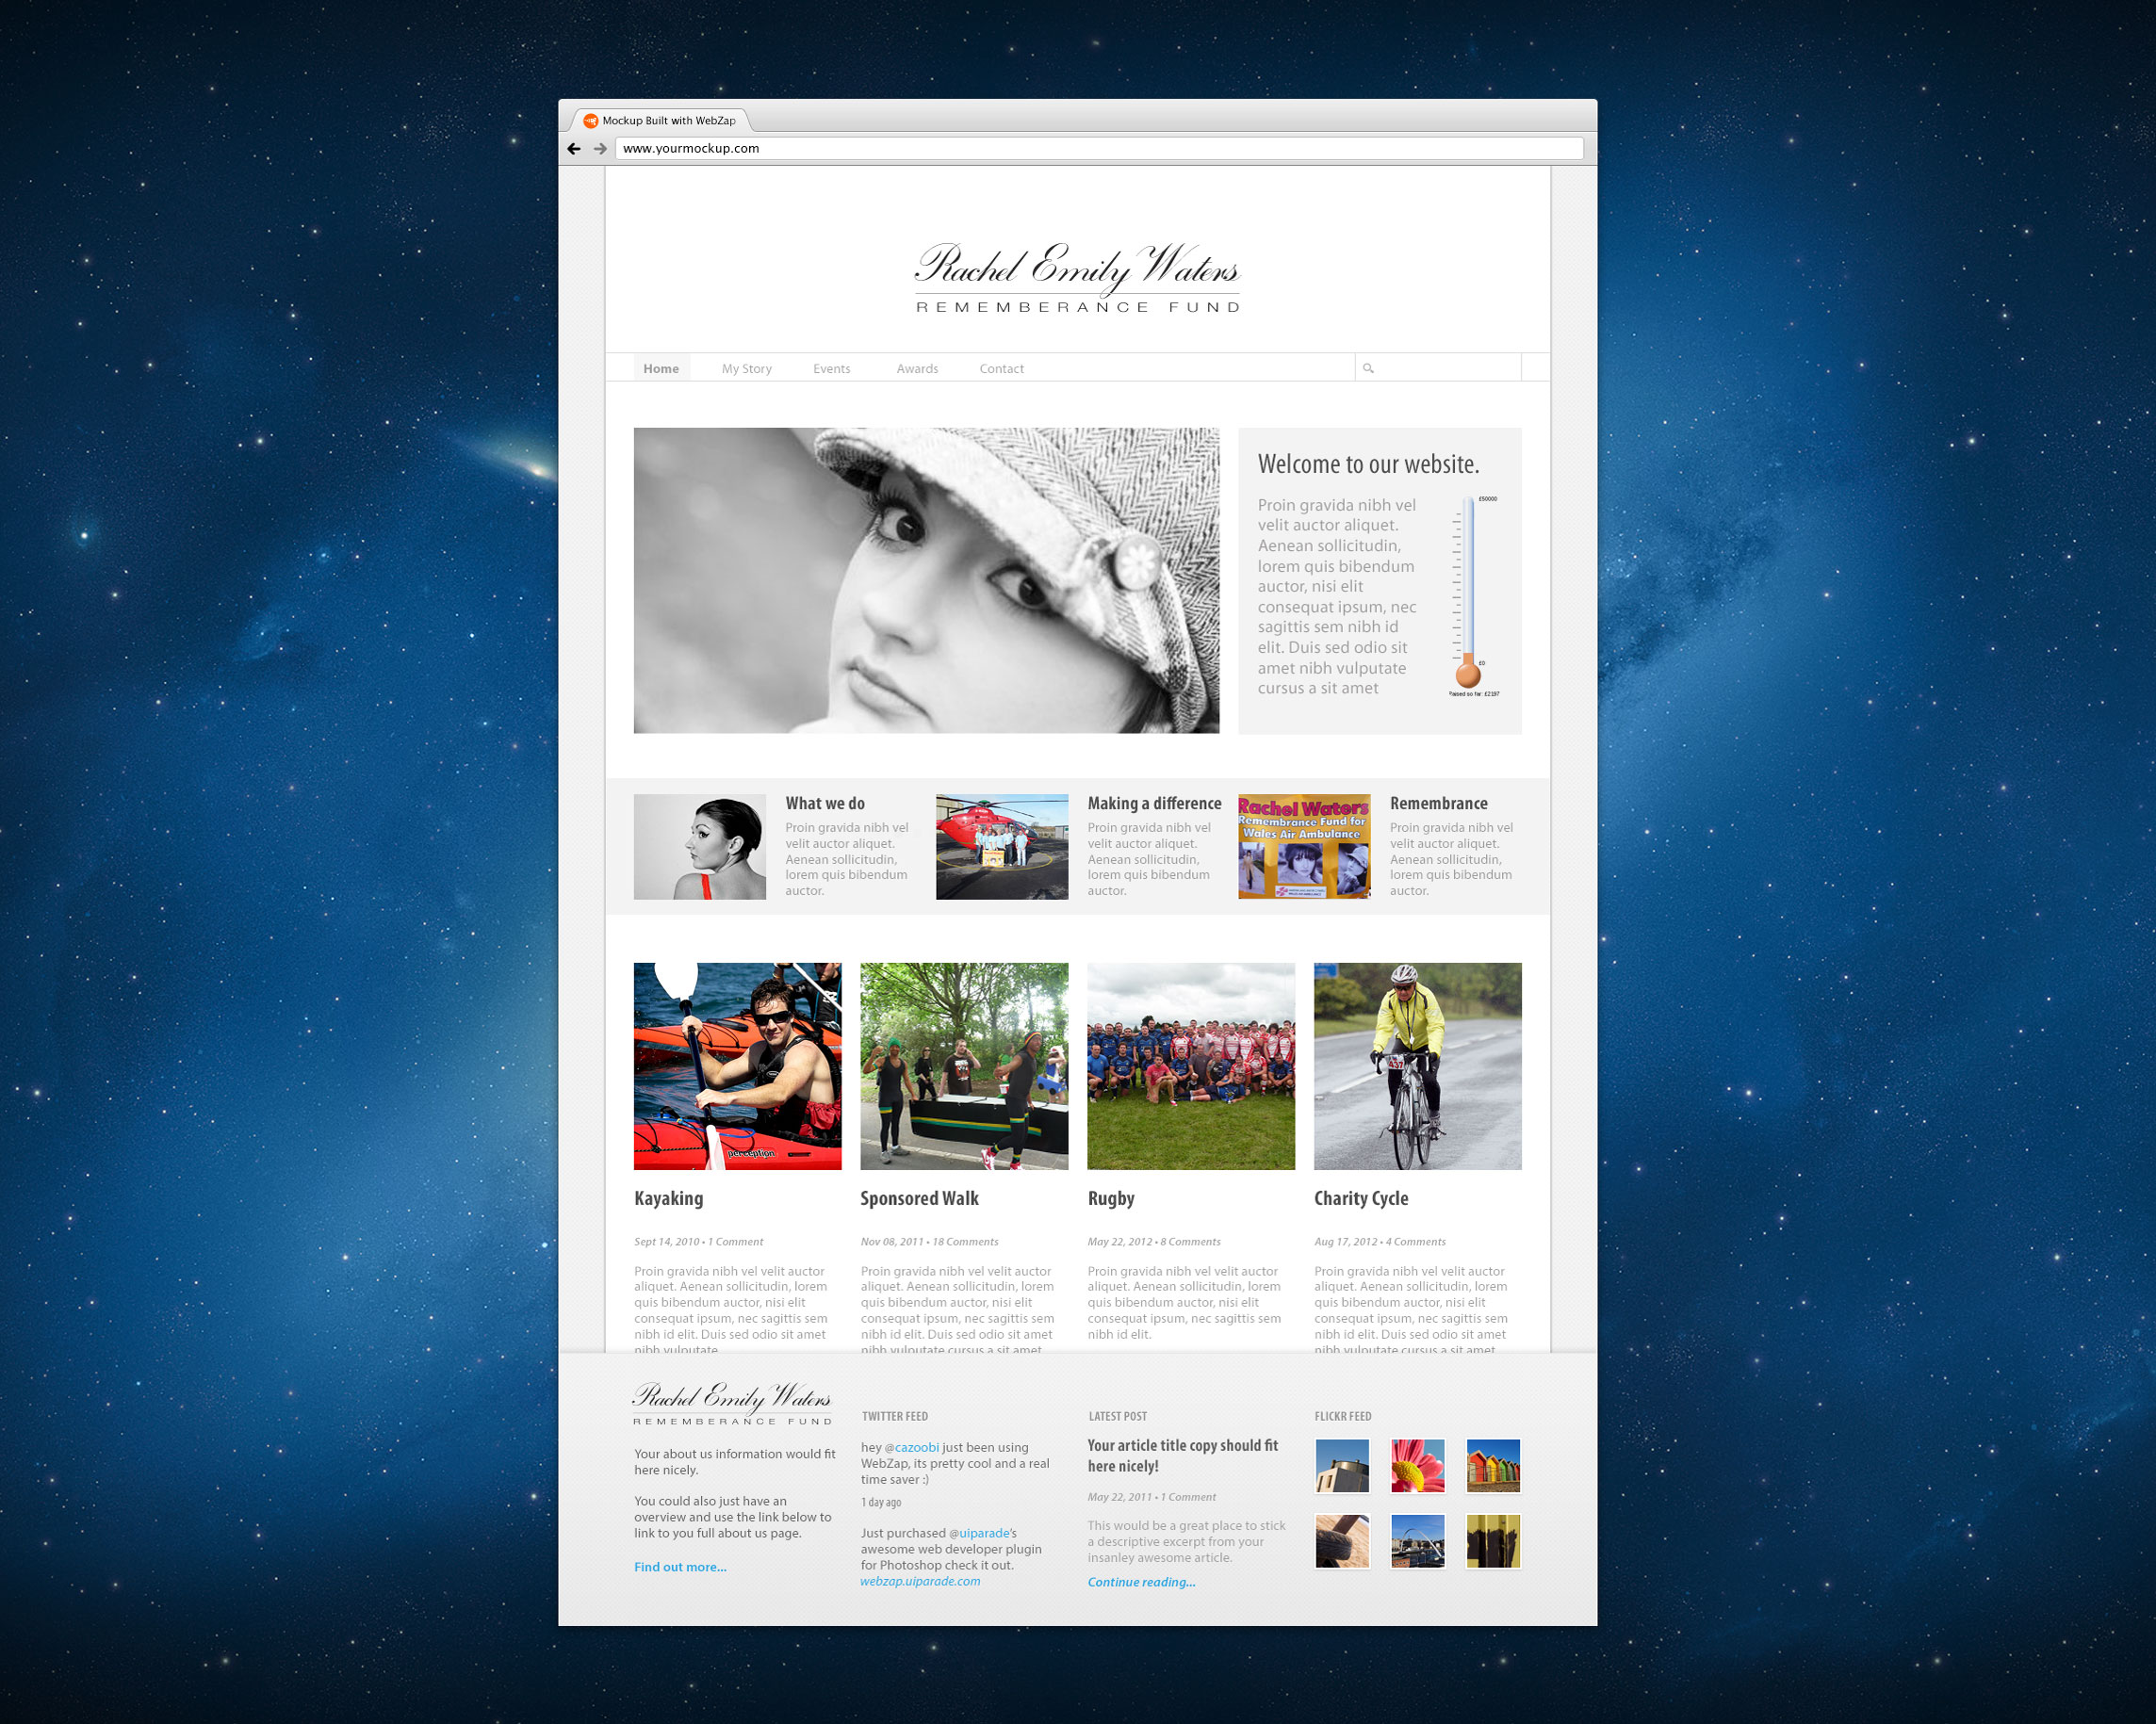 Mockup Built with WebZap
www.yourmockup.com
Rachel Emily Waters
REMEMBERANCE FUND
Home
My Story
Events
Awards
Contact
Welcome to our website.
Proin gravida nibh vel
velit auctor aliquet.
Aenean sollicitudin,
lorem quis bibendum
auctor, nisi elit
consequat ipsum, nec
sagittis sem nibh id
elit. Duis sed odio sit
amet nibh vulputate
cursus a sit amet
£50000
£0
Raised so far: £2197
What we do
Proin gravida nibh vel
velit auctor aliquet.
Aenean sollicitudin,
lorem quis bibendum
auctor.
Making a difference
Proin gravida nibh vel
velit auctor aliquet.
Aenean sollicitudin,
lorem quis bibendum
auctor.
Rachel Waters
Remembrance Fund for
Wales Air Ambulance
Remembrance
Proin gravida nibh vel
velit auctor aliquet.
Aenean sollicitudin,
lorem quis bibendum
auctor.
perception
437
Kayaking
Sept 14, 2010 • 1 Comment
Proin gravida nibh vel velit auctor
aliquet. Aenean sollicitudin, lorem
quis bibendum auctor, nisi elit
consequat ipsum, nec sagittis sem
nibh id elit. Duis sed odio sit amet
nibh vulputate
Sponsored Walk
Nov 08, 2011 • 18 Comments
Proin gravida nibh vel velit auctor
aliquet. Aenean sollicitudin, lorem
quis bibendum auctor, nisi elit
consequat ipsum, nec sagittis sem
nibh id elit. Duis sed odio sit amet
nibh vulputate cursus a sit amet
Rugby
May 22, 2012 • 8 Comments
Proin gravida nibh vel velit auctor
aliquet. Aenean sollicitudin, lorem
quis bibendum auctor, nisi elit
consequat ipsum, nec sagittis sem
nibh id elit.
Charity Cycle
Aug 17, 2012 • 4 Comments
Proin gravida nibh vel velit auctor
aliquet. Aenean sollicitudin, lorem
quis bibendum auctor, nisi elit
consequat ipsum, nec sagittis sem
nibh id elit. Duis sed odio sit amet
nibh vulputate cursus a sit amet
Rachel Emily Waters
REMEMBERANCE FUND
Your about us information would fit
here nicely.
You could also just have an
overview and use the link below to
link to you full about us page.
Find out more...
TWITTER FEED
hey @cazoobi just been using
WebZap, its pretty cool and a real
time saver :)
1 day ago
Just purchased @uiparade's
awesome web developer plugin
for Photoshop check it out.
webzap.uiparade.com
LATEST POST
Your article title copy should fit
here nicely!
May 22, 2011 • 1 Comment
This would be a great place to stick
a descriptive excerpt from your
insanley awesome article.
Continue reading...
FLICKR FEED